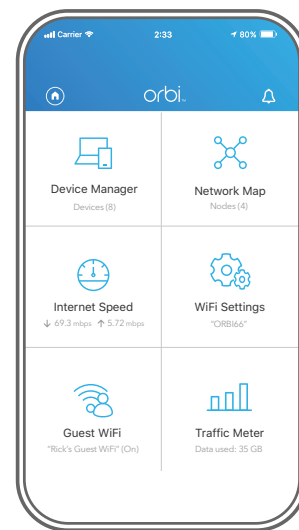 Carrier 2:33 80%
orbi™
Device Manager Network Map
Devices (8) Nodes (4)
Internet Speed WiFi Settings
↓ 69.3 mbps ↑ 5.72 mbps "ORBI66"
Guest WiFi Traffic Meter
"Rick's Guest WiFi" (On) Data used: 35 GB